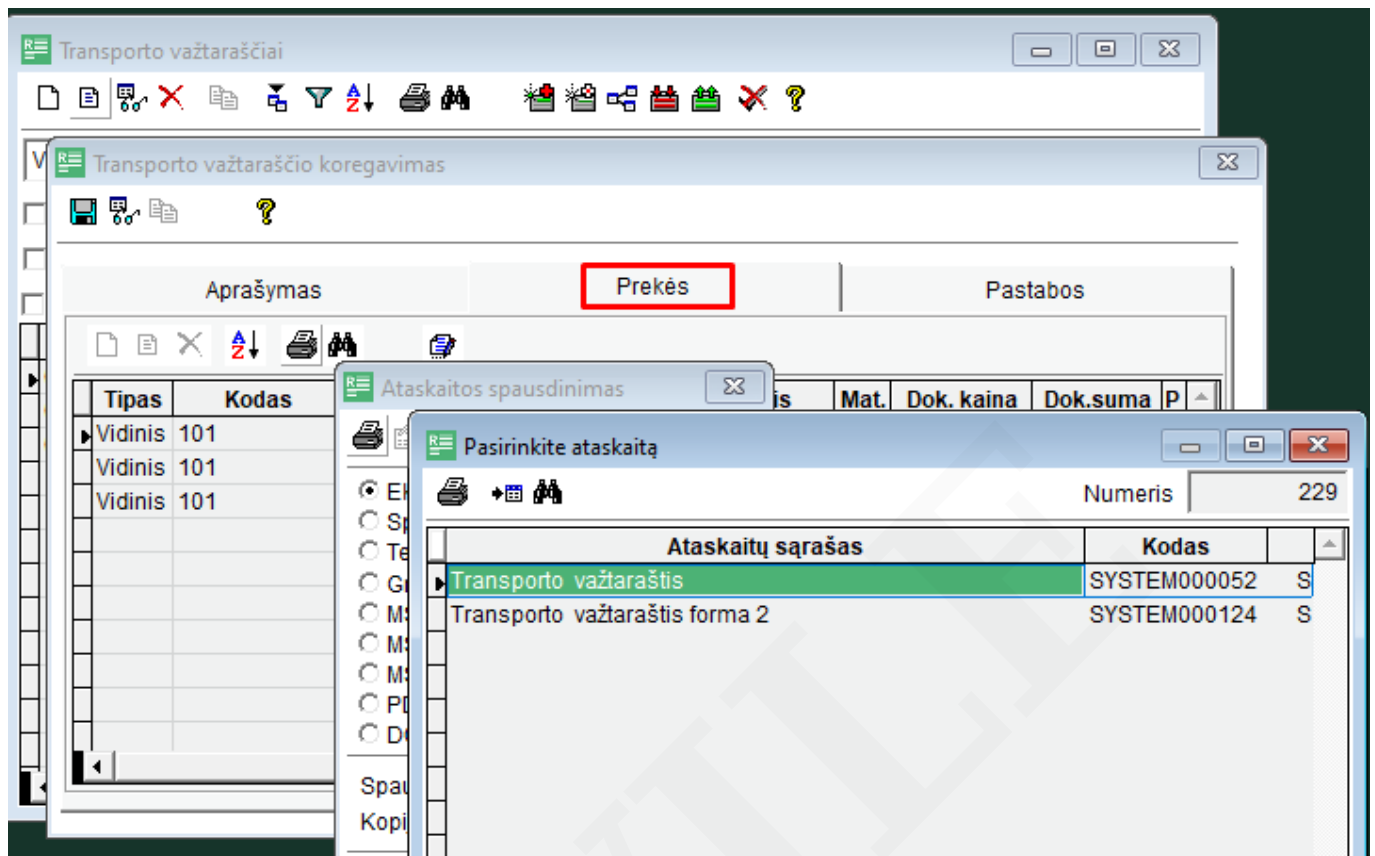 Transporto važtaraščiai
Transporto važtaraščio koregavimas
Aprašymas
Prekės
Pastabos
Tipas Kodas Mat. Dok. kaina Dok.suma P
Vidinis 101
Vidinis 101
Vidinis 101
Ataskaitos spausdinimas
Pasirinkite ataskaitą
Numeris 229
Ataskaitų sąrašas Kodas
Transporto važtaraštis SYSTEM000052 S
Transporto važtaraštis forma 2 SYSTEM000124 S